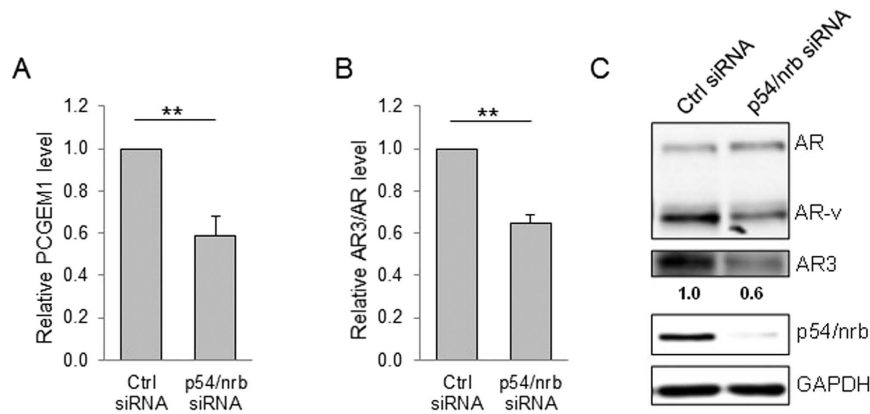 A
Relative PCGEM1 level
1.2
1.0
0.8
0.6
0.4
0.2
0.0
**
Ctrl
siRNA
p54/nrb
siRNA
B
Relative AR3/AR level
1.2
1.0
0.8
0.6
0.4
0.2
0.0
**
Ctrl
siRNA
p54/nrb
siRNA
C
Ctrl siRNA
p54/nrb siRNA
AR
AR-v
AR3
1.0 0.6
p54/nrb
GAPDH